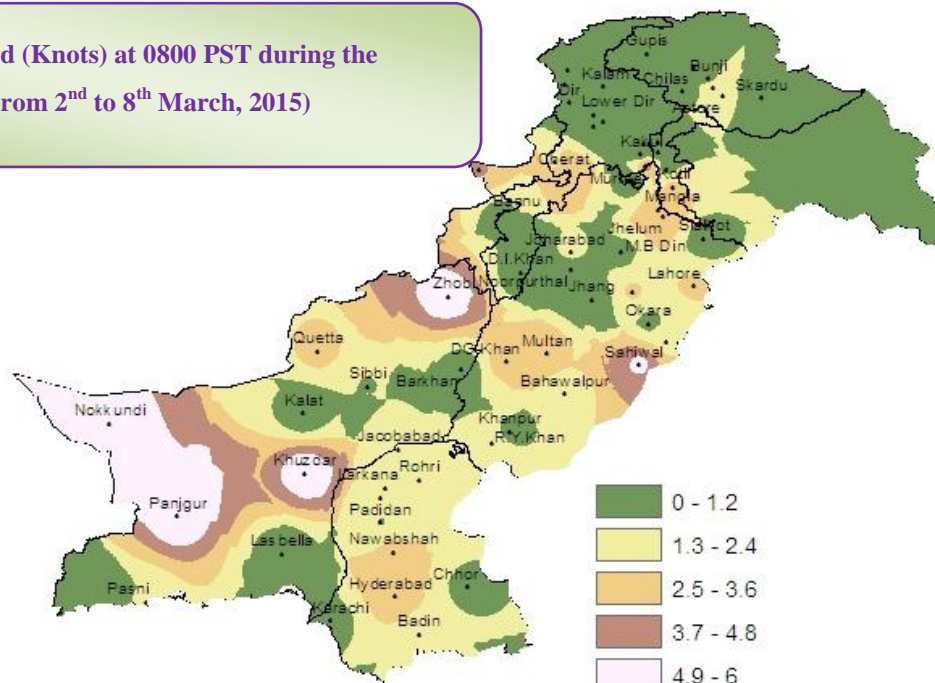 d (Knots) at 0800 PST during the
rom 2nd to 8th March, 2015)
Gupis
Bunji
Kalam
Chilas
Skardu
Dir
Lower Dir
Astore
Kakul
Cherat
Kotli
Mangla
Bannu
Sialkot
Jhelum
Joharabad
M.B Din
D.I.Khan
Lahore
Zhob
Noorpurthal
Jhang
Okara
Quetta
Multan
DG Khan
Sahiwal
Sibbi
Barkhan
Bahawalpur
Nokkundi
Kalat
Khanpur
Jacobabad
R.Y.Khan
Khuzdar
Rohri
Larkana
Panjgur
Padidan
Lasbella
Nawabshah
Pasni
Hyderabad
Chhor
Karachi
Badin
0 - 1.2
1.3 - 2.4
2.5 - 3.6
3.7 - 4.8
4.9 - 6